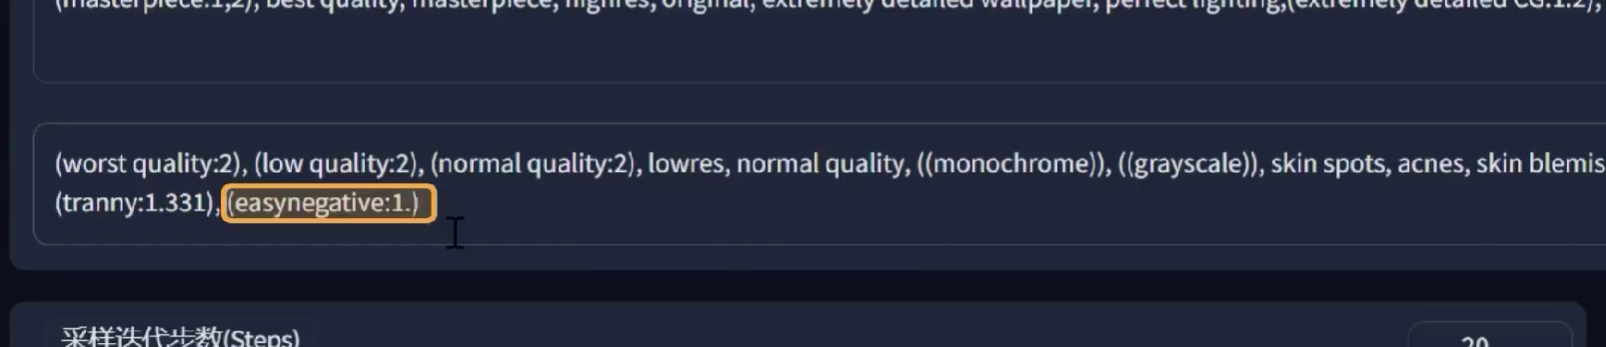 (masterpiece:1,2), best quality, masterpiece, highres, original, extremely detailed wallpaper, perfect lighting,(extremely detailed CG:1.2),
(worst quality:2), (low quality:2), (normal quality:2), lowres, normal quality, ((monochrome)), ((grayscale)), skin spots, acnes, skin blemis
(tranny:1.331), (easynegative:1.)
采样迭代步数(Steps)
20